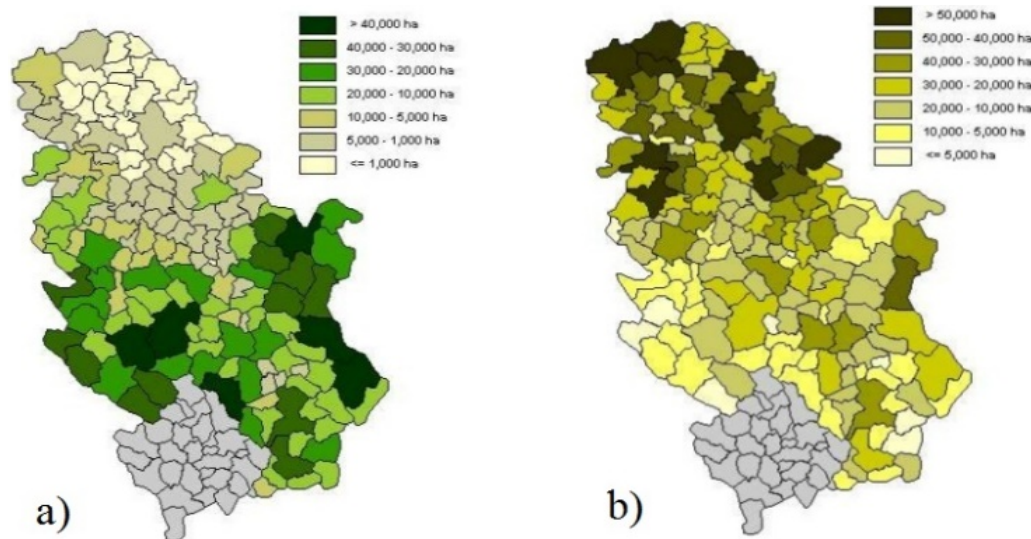 > 40,000 ha
40,000 - 30,000 ha
30,000 - 20,000 ha
20,000 - 10,000 ha
10,000 - 5,000 ha
5,000 - 1,000 ha
<= 1,000 ha
a)
> 50,000 ha
50,000 - 40,000 ha
40,000 - 30,000 ha
30,000 - 20,000 ha
20,000 - 10,000 ha
10,000 - 5,000 ha
<= 5,000 ha
b)